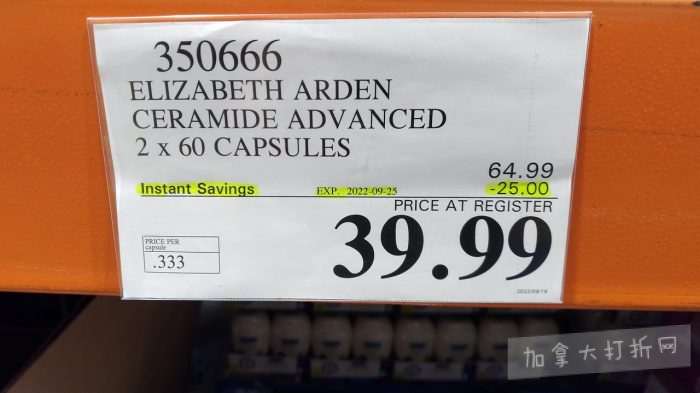 350666
ELIZABETH ARDEN
CERAMIDE ADVANCED
2 x 60 CAPSULES
64.99
Instant Savings EXP. 2022-09-25 -25.00
PRICE AT REGISTER
39.99
PRICE PER
capsule
.333
加拿大打折网